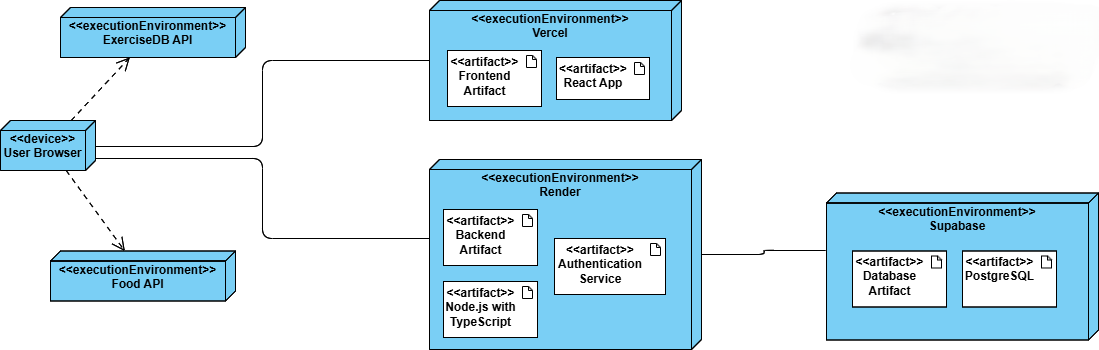 <<executionEnvironment>>
ExerciseDB API
<<executionEnvironment>>
Vercel
<<artifact>>
Frontend
Artifact
<<artifact>>
React App
<<device>>
User Browser
<<executionEnvironment>>
Render
<<artifact>>
Backend
Artifact
<<artifact>>
Authentication
Service
<<artifact>>
Node.js with
TypeScript
<<executionEnvironment>>
Supabase
<<artifact>>
Database
Artifact
<<artifact>>
PostgreSQL
<<executionEnvironment>>
Food API